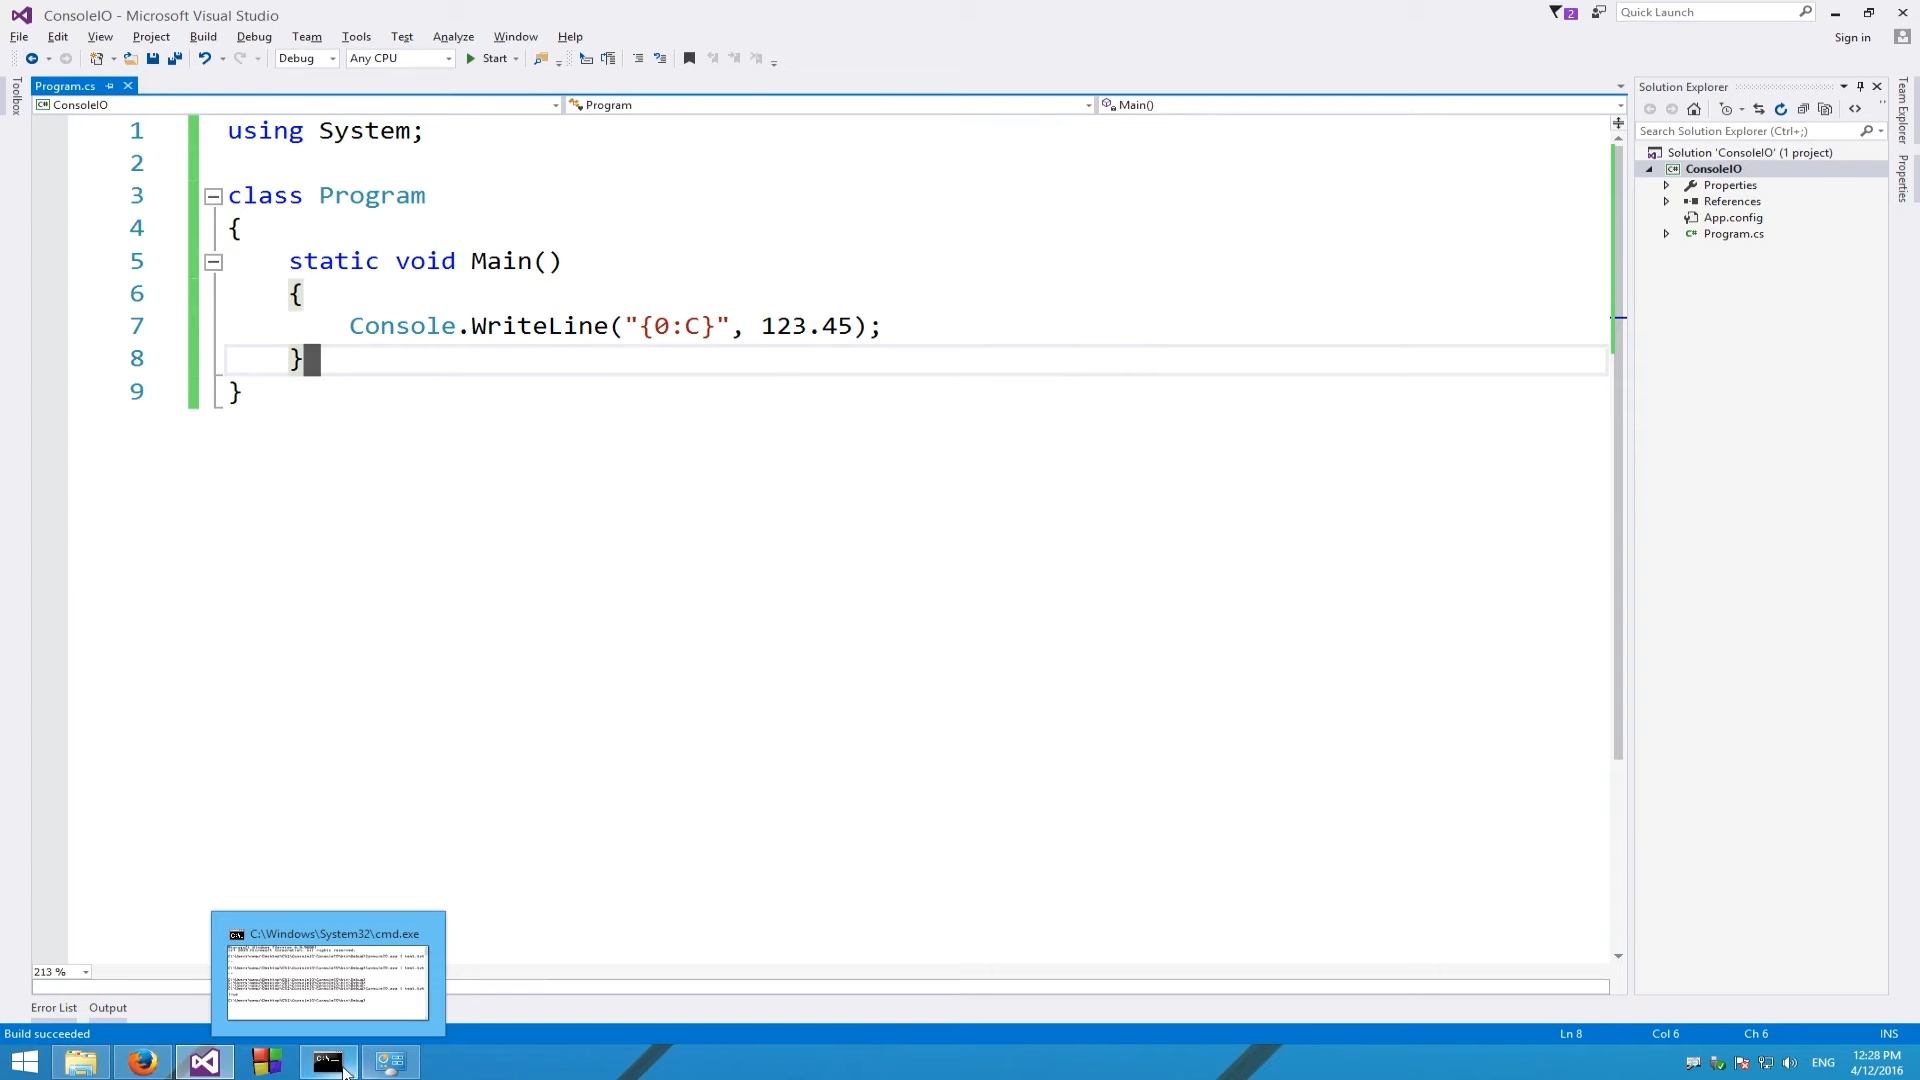 ConsoleIO - Microsoft Visual Studio
2
Quick Launch
File Edit View Project Build Debug Team Tools Test Analyze Window Help
Sign in
Debug Any CPU Start
Program.cs
Solution Explorer
ConsoleIO Program Main()
Search Solution Explorer (Ctrl+;)
Solution 'ConsoleIO' (1 project)
ConsoleIO
Properties
References
App.config
Program.cs
Toolbox
Team Explorer
Properties
1 using System;
2
3 class Program
4 {
5 static void Main()
6 {
7 Console.WriteLine("{0:C}", 123.45);
8 }
9 }
C:\Windows\System32\cmd.exe
213 %
Error List Output
Build succeeded
Ln 8 Col 6 Ch 6 INS
ENG
12:28 PM
4/12/2016